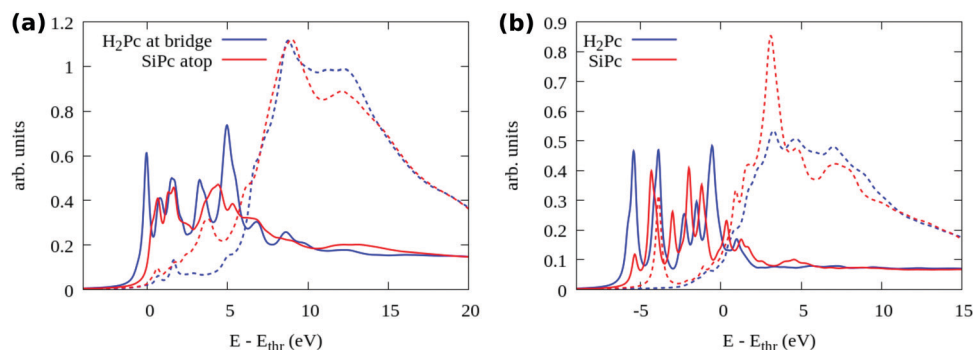 (a)
1.2
1
0.8
0.6
0.4
0.2
0
arb. units
H₂Pc at bridge
SiPc atop
0 5 10 15 20
E - E_thr (eV)
(b)
0.9
0.8
0.7
0.6
0.5
0.4
0.3
0.2
0.1
0
arb. units
H₂Pc
SiPc
-5 0 5 10 15
E - E_thr (eV)